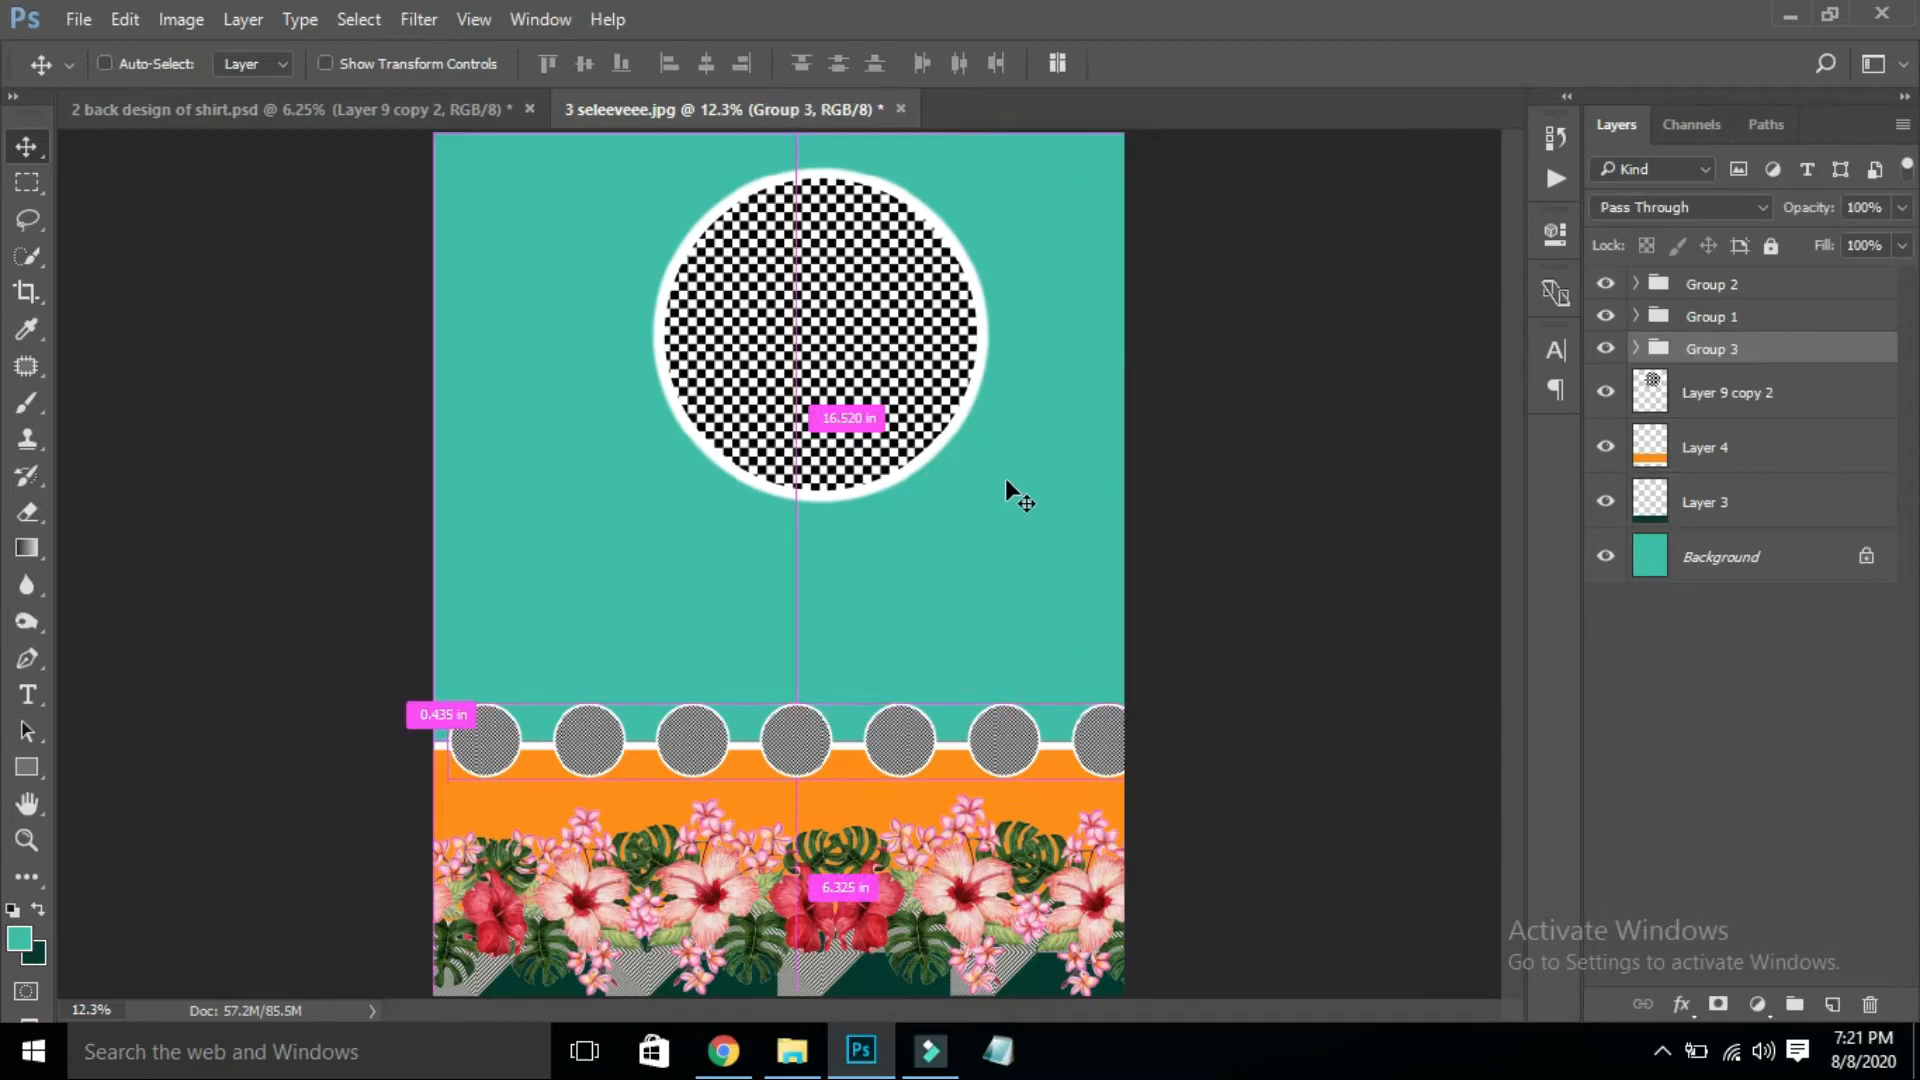 Ps File Edit Image Layer Type Select Filter View Window Help
Auto-Select: Layer Show Transform Controls
2 back design of shirt.psd @ 6.25% (Layer 9 copy 2, RGB/8) * 3 seleeveee.jpg @ 12.3% (Group 3, RGB/8) *
Layers Channels Paths
Kind
Pass Through Opacity: 100%
Lock: Fill: 100%
Group 2
Group 1
Group 3
Layer 9 copy 2
Layer 4
Layer 3
Background
16.520 in
0.435 in
6.325 in
Activate Windows
Go to Settings to activate Windows.
12.3% Doc: 57.2M/85.5M
Search the web and Windows
Ps
7:21 PM
8/8/2020